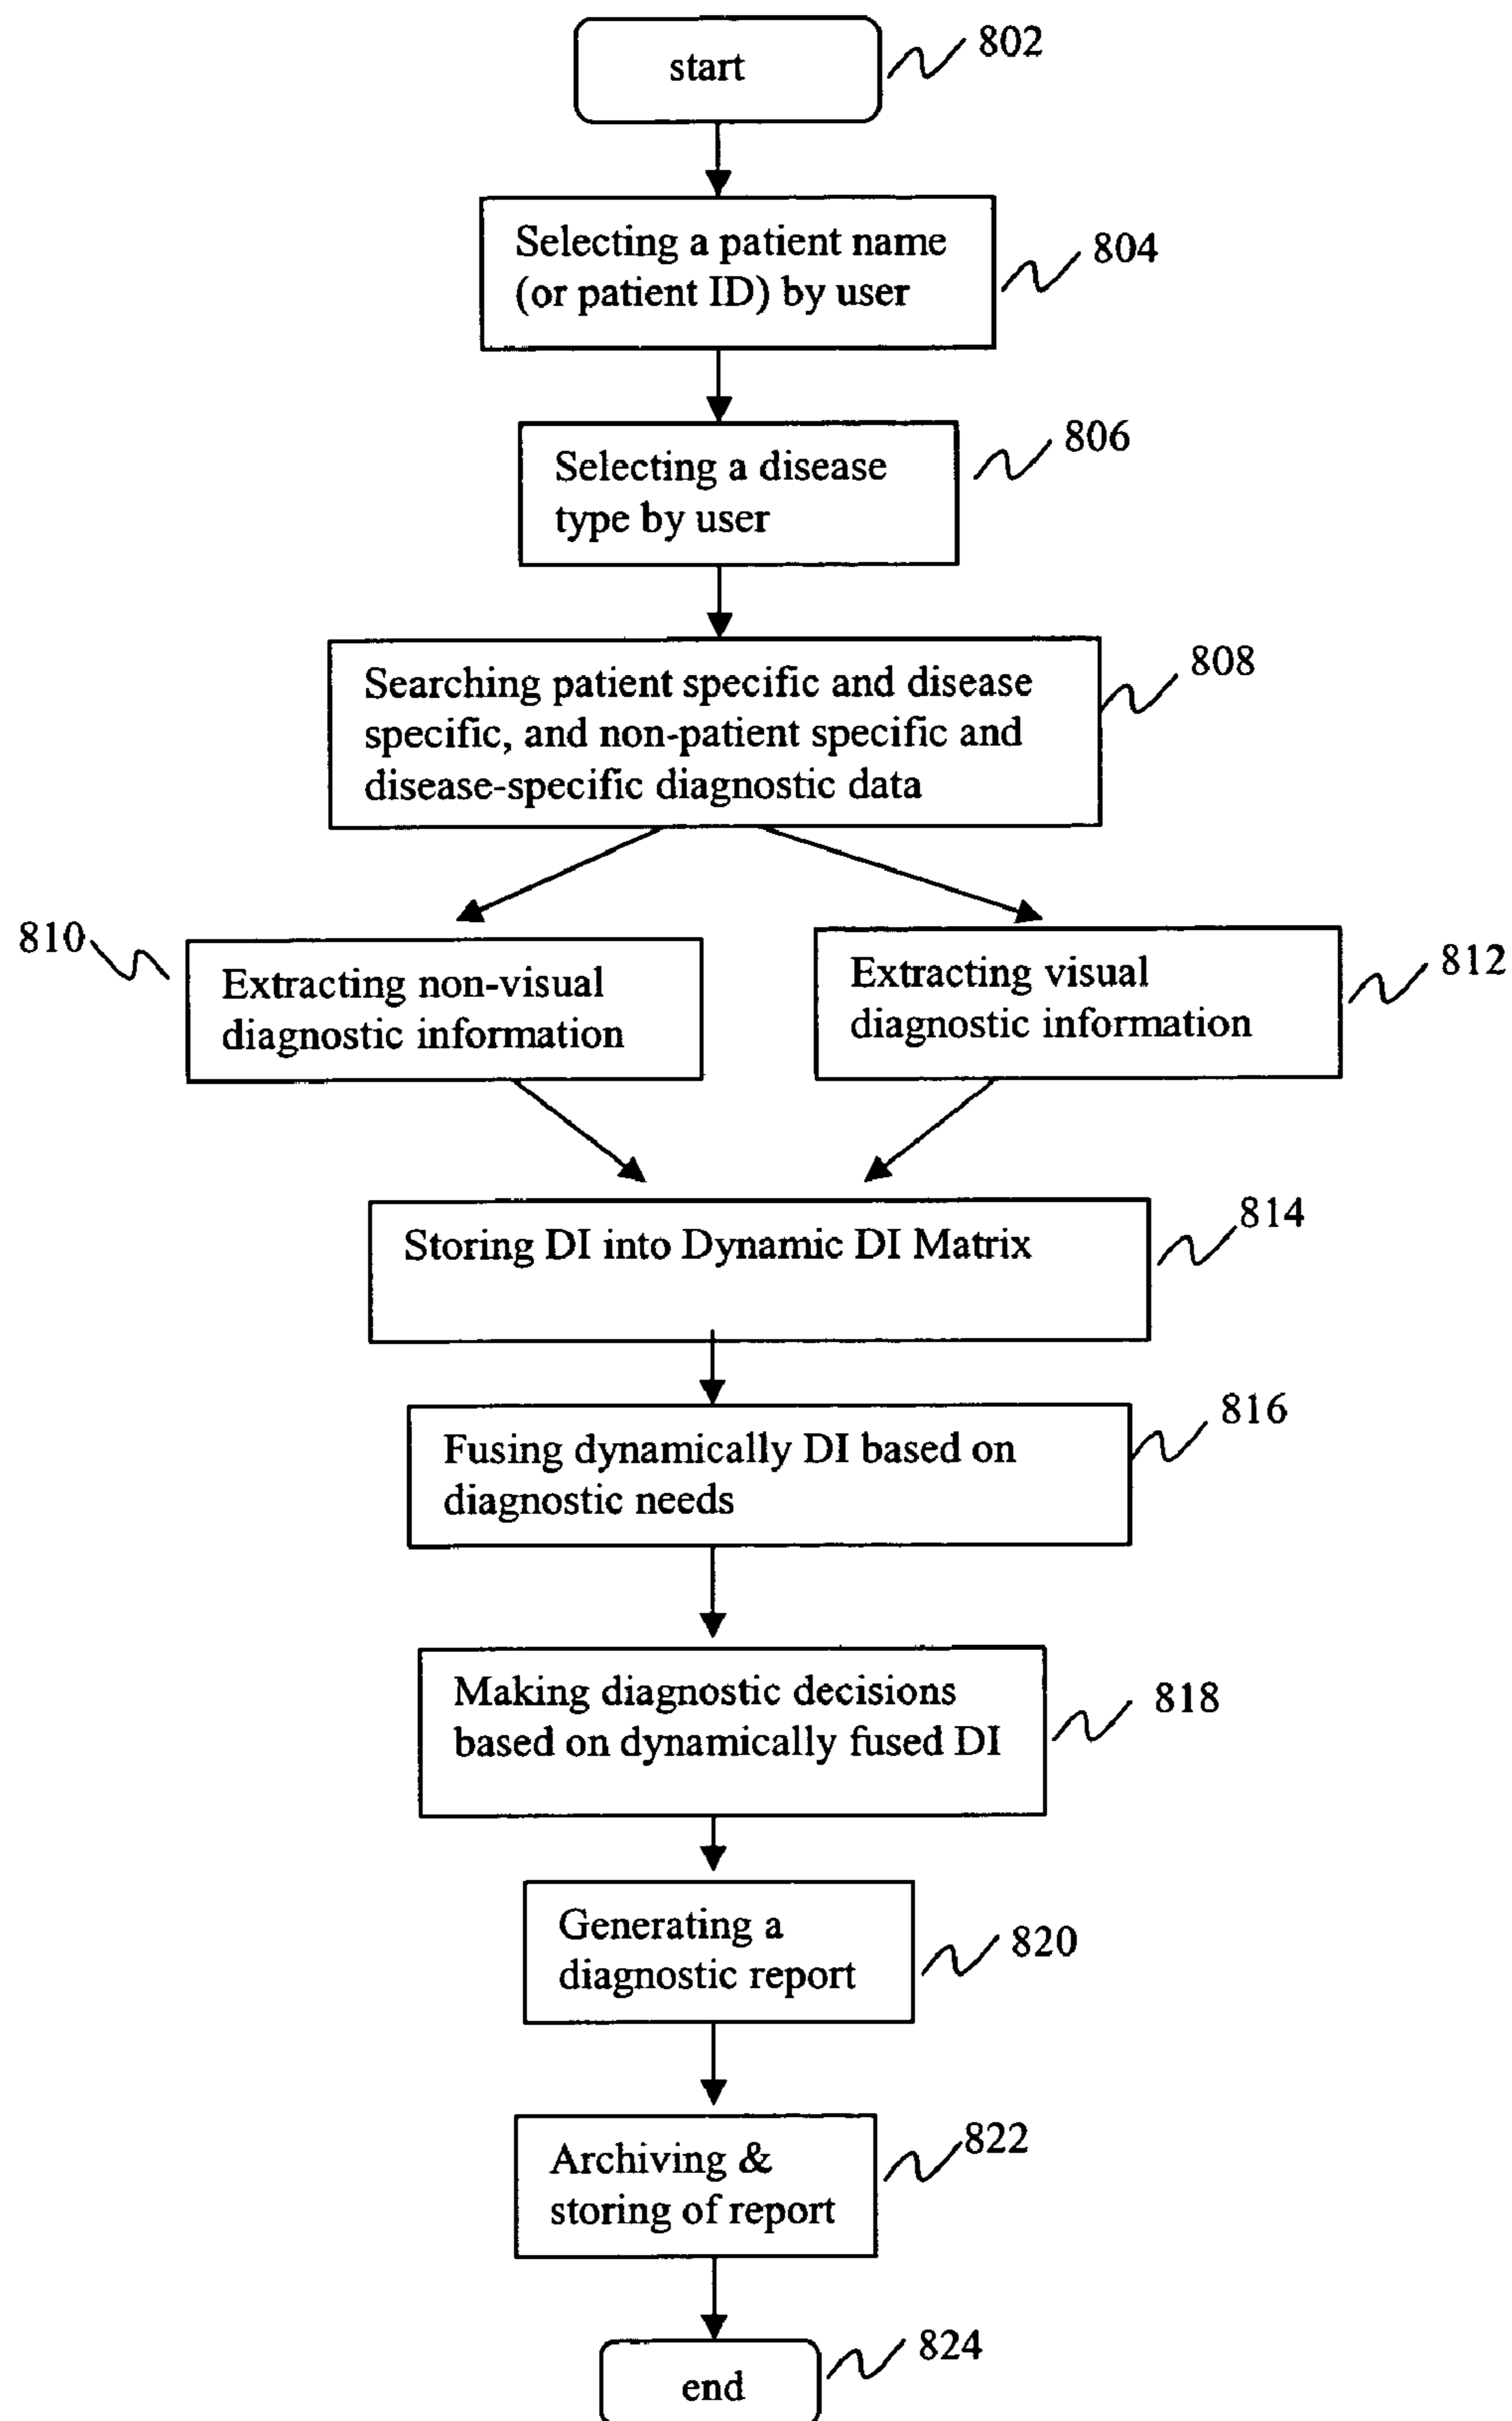 start
802
Selecting a patient name
(or patient ID) by user
804
Selecting a disease
type by user
806
Searching patient specific and disease
specific, and non-patient specific and
disease-specific diagnostic data
808
810
Extracting non-visual
diagnostic information
Extracting visual
diagnostic information
812
Storing DI into Dynamic DI Matrix
814
Fusing dynamically DI based on
diagnostic needs
816
Making diagnostic decisions
based on dynamically fused DI
818
Generating a
diagnostic report
820
Archiving &
storing of report
822
end
824